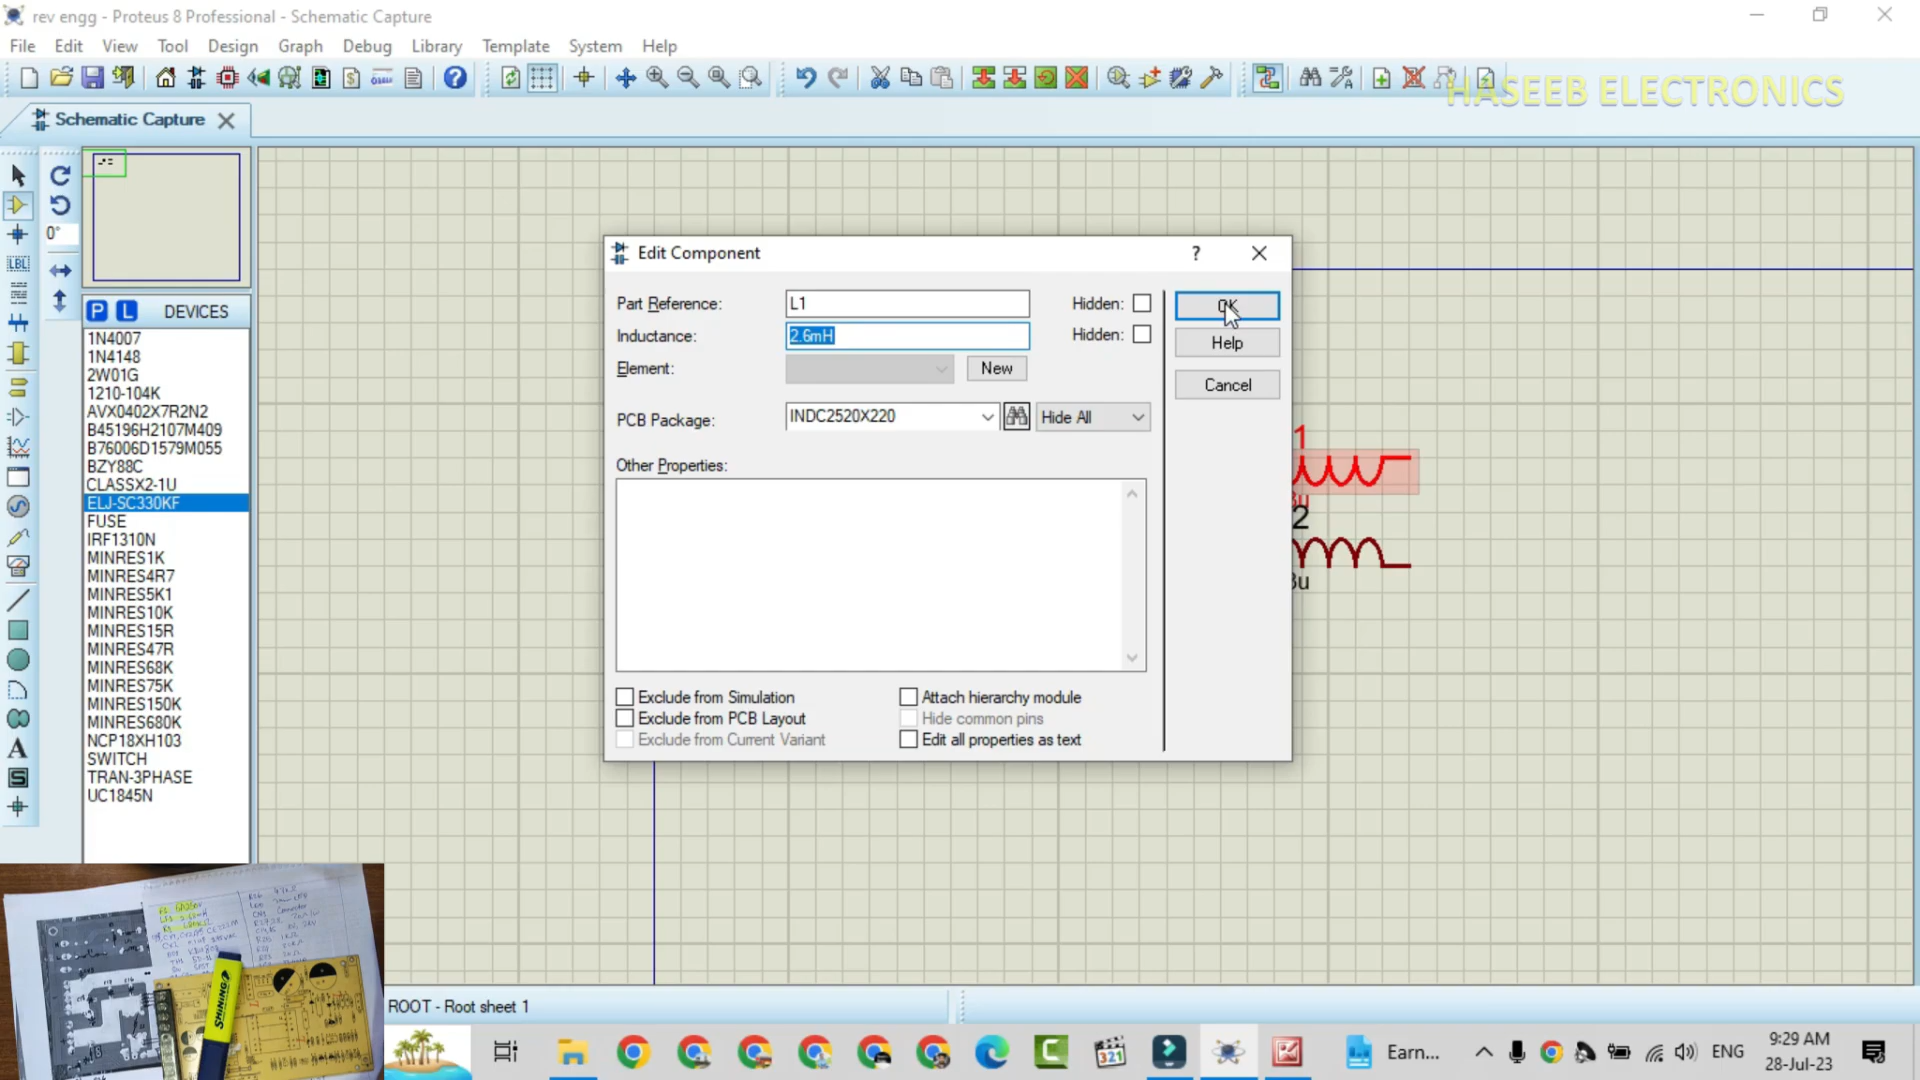 rev engg - Proteus 8 Professional - Schematic Capture
File Edit View Tool Design Graph Debug Library Template System Help
HASEEB ELECTRONICS
Schematic Capture
0°
LBL
P L DEVICES
1N4007
1N4148
2W01G
1210-104K
AVX0402X7R2N2
B45196H2107M409
B76006D1579M055
BZY88C
CLASSX2-1U
ELJ-SC330KF
FUSE
IRF1310N
MINRES1K
MINRES4R7
MINRES5K1
MINRES10K
MINRES15R
MINRES47R
MINRES68K
MINRES75K
MINRES150K
MINRES680K
NCP18XH103
SWITCH
TRAN-3PHASE
UC1845N
A
S
Edit Component ?
Part Reference: L1 Hidden: OK
Inductance: 2.6mH Hidden: Help
Element: New Cancel
PCB Package: INDC2520X220 Hide All
Other Properties:
Exclude from Simulation Attach hierarchy module
Exclude from PCB Layout Hide common pins
Exclude from Current Variant Edit all properties as text
1
2
3u
SHINING
ROOT - Root sheet 1
321
Earn...
ENG
9:29 AM
28-Jul-23